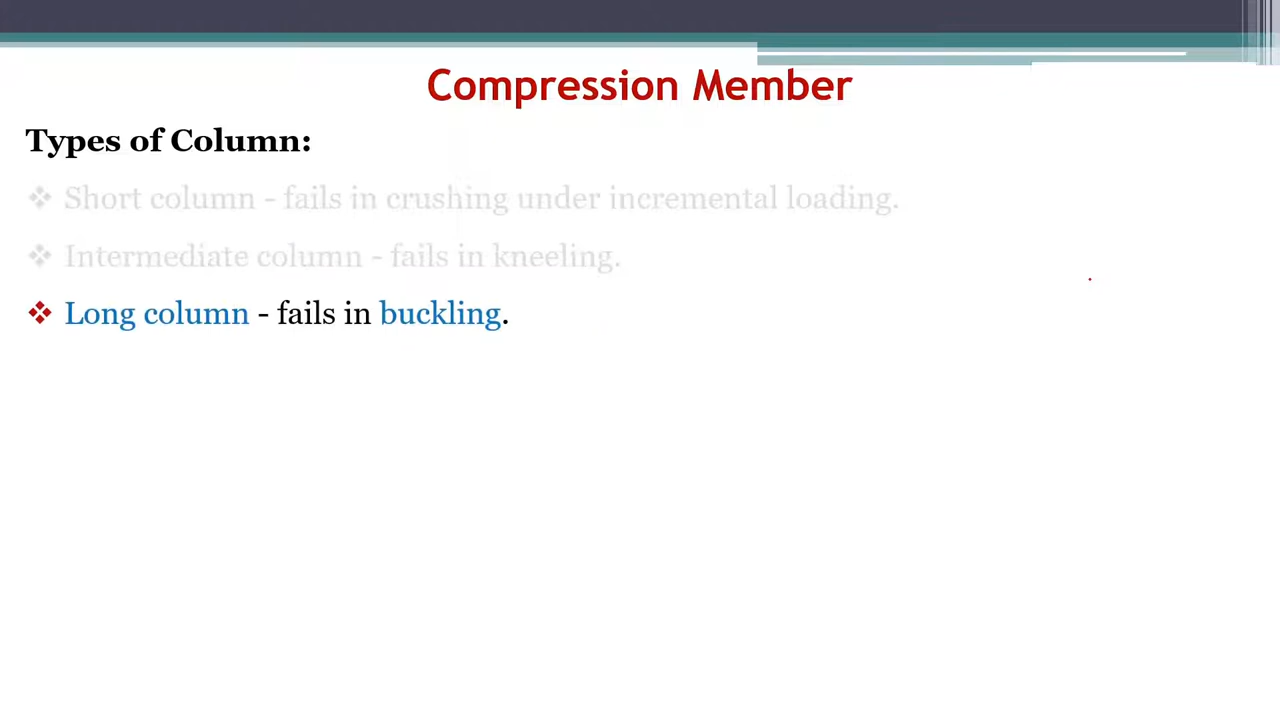 Compression Member
Types of Column:
❖ Short column - fails in crushing under incremental loading.
❖ Intermediate column - fails in kneeling.
❖ Long column - fails in buckling.